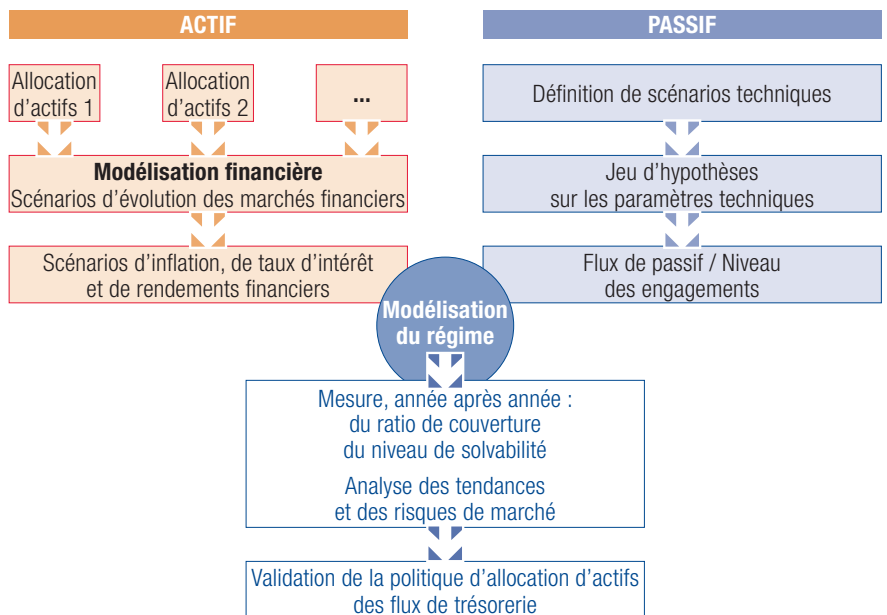 ACTIF
PASSIF
Allocation
d'actifs 1
Allocation
d'actifs 2
...
Définition de scénarios techniques
Modélisation financière
Scénarios d'évolution des marchés financiers
Jeu d'hypothèses
sur les paramètres techniques
Scénarios d'inflation, de taux d'intérêt
et de rendements financiers
Flux de passif / Niveau
des engagements
Modélisation
du régime
Mesure, année après année :
du ratio de couverture
du niveau de solvabilité
Analyse des tendances
et des risques de marché
Validation de la politique d'allocation d'actifs
des flux de trésorerie